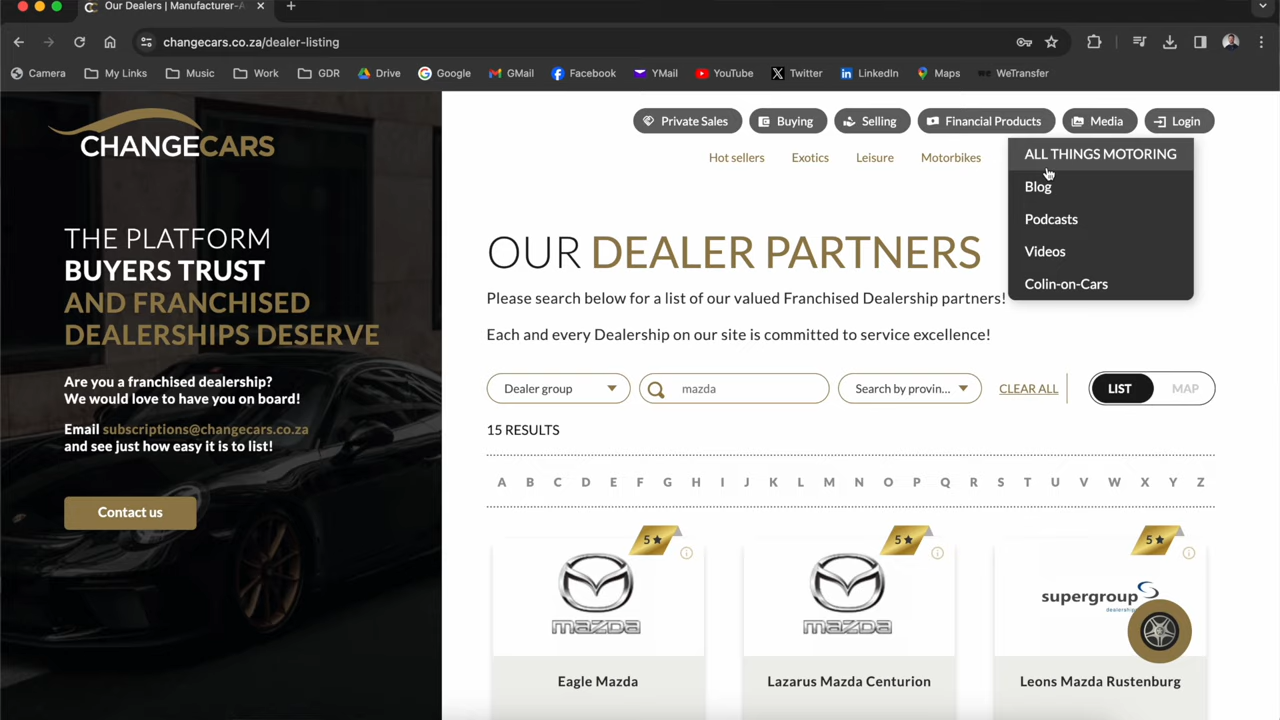 Our Dealers | Manufacturer-A
changecars.co.za/dealer-listing
Camera My Links Music Work GDR Drive Google GMail Facebook YMail YouTube Twitter LinkedIn Maps WeTransfer
CHANGECARS
Private Sales Buying Selling Financial Products Media Login
Hot sellers Exotics Leisure Motorbikes
ALL THINGS MOTORING
Blog
Podcasts
Videos
Colin-on-Cars
THE PLATFORM
BUYERS TRUST
AND FRANCHISED
DEALERSHIPS DESERVE
Are you a franchised dealership?
We would love to have you on board!
Email subscriptions@changecars.co.za
and see just how easy it is to list!
Contact us
OUR DEALER PARTNERS
Please search below for a list of our valued Franchised Dealership partners!
Each and every Dealership on our site is committed to service excellence!
Dealer group mazda Search by provin... CLEAR ALL LIST MAP
15 RESULTS
A B C D E F G H I J K L M N O P Q R S T U V W X Y Z
5 5 5
mazda mazda supergroup
Eagle Mazda Lazarus Mazda Centurion Leons Mazda Rustenburg